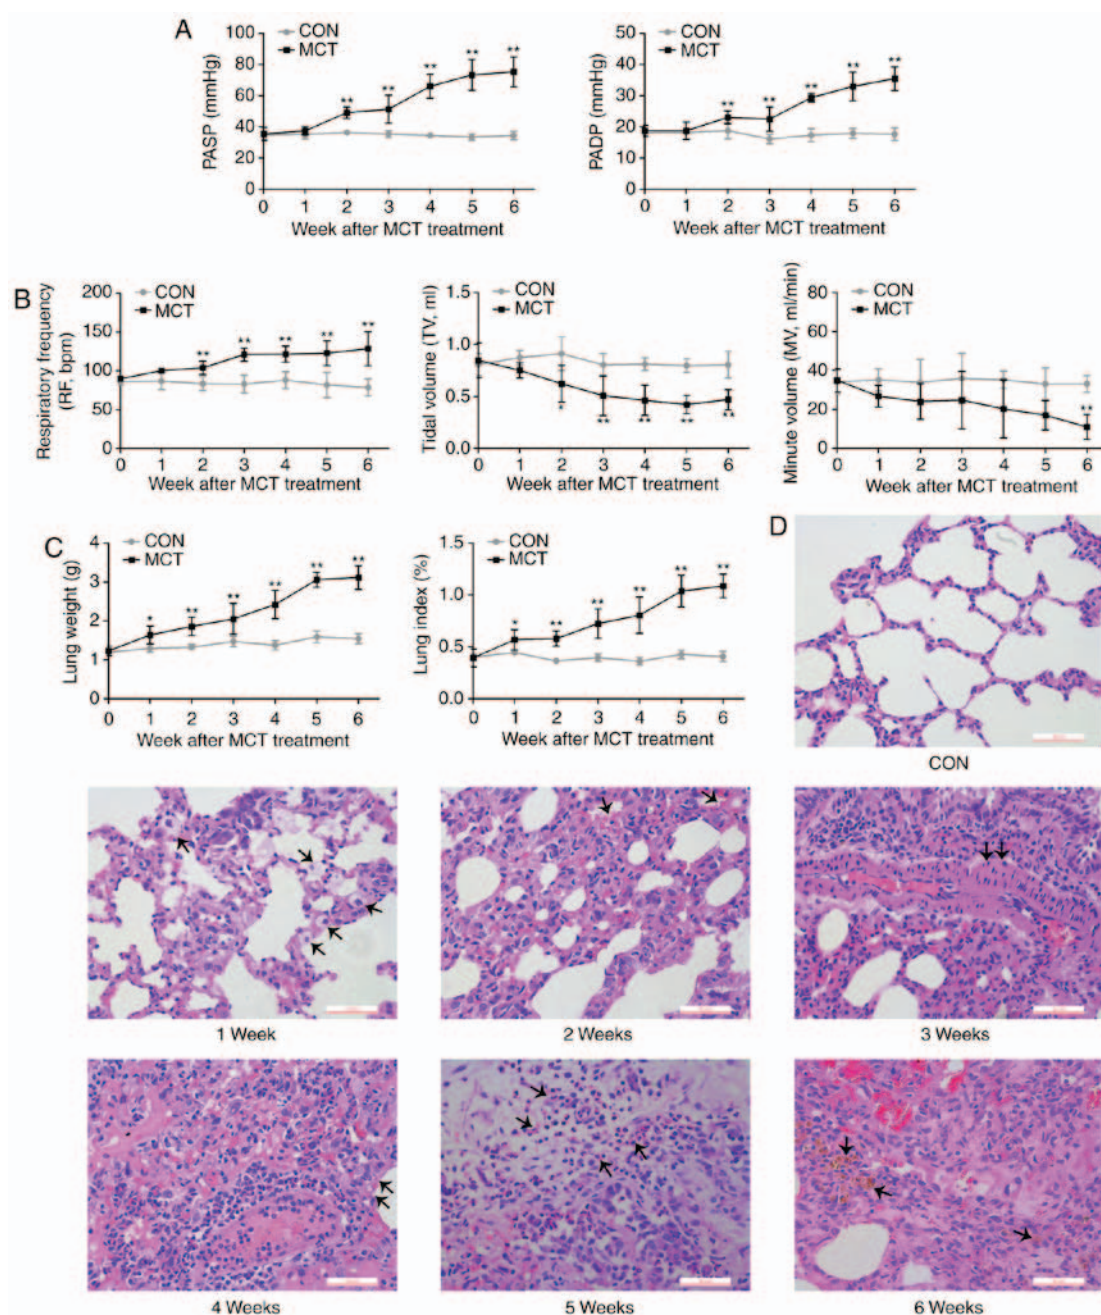 A
CON
MCT
PASP (mmHg)
100
80
60
40
20
0
** ** ** ** **
0 1 2 3 4 5 6
Week after MCT treatment
CON
MCT
PADP (mmHg)
50
40
30
20
10
0
** ** ** ** **
0 1 2 3 4 5 6
Week after MCT treatment
B
CON
MCT
Respiratory frequency
(RF, bpm)
200
150
100
50
0
** ** ** ** **
0 1 2 3 4 5 6
Week after MCT treatment
CON
MCT
Tidal volume (TV, ml)
1.5
1.0
0.5
0.0
* ** ** ** **
0 1 2 3 4 5 6
Week after MCT treatment
CON
MCT
Minute volume (MV, ml/min)
80
60
40
20
0
**
0 1 2 3 4 5 6
Week after MCT treatment
C
CON
MCT
Lung weight (g)
4
3
2
1
0
* ** ** ** ** **
0 1 2 3 4 5 6
Week after MCT treatment
CON
MCT
Lung index (%)
1.5
1.0
0.5
0.0
* ** ** ** ** **
0 1 2 3 4 5 6
Week after MCT treatment
D
CON
1 Week
2 Weeks
3 Weeks
4 Weeks
5 Weeks
6 Weeks